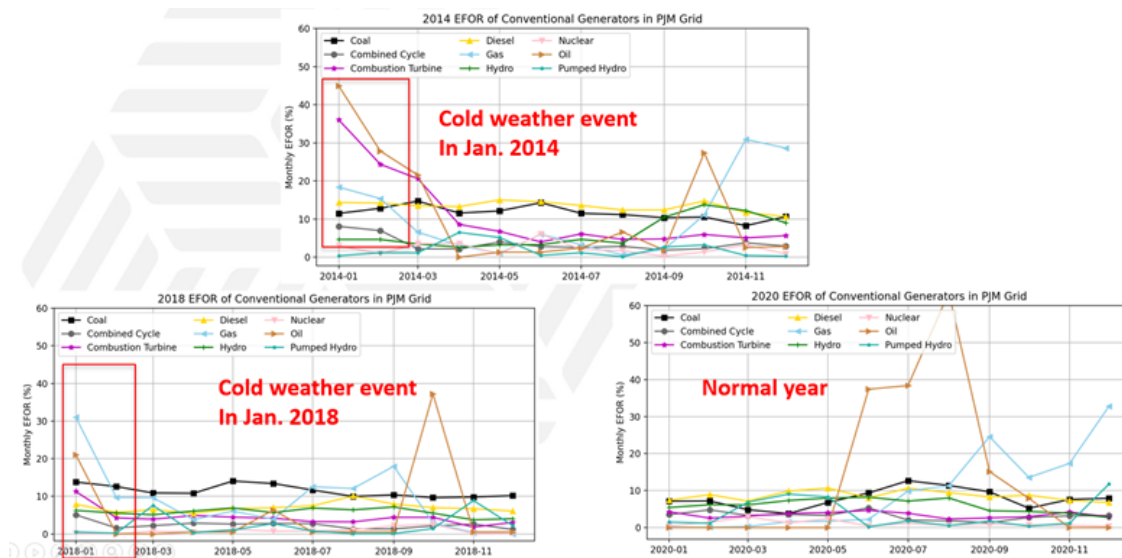 2014 EFOR of Conventional Generators in PJM Grid
60
50
40
30
20
10
0
Monthly EFOR (%)
Coal
Combined Cycle
Combustion Turbine
Diesel
Gas
Hydro
Nuclear
Oil
Pumped Hydro
Cold weather event
In Jan. 2014
2014-01 2014-03 2014-05 2014-07 2014-09 2014-11
2018 EFOR of Conventional Generators in PJM Grid
60
50
40
30
20
10
0
Monthly EFOR (%)
Coal
Combined Cycle
Combustion Turbine
Diesel
Gas
Hydro
Nuclear
Oil
Pumped Hydro
Cold weather event
In Jan. 2018
2018-01 2018-03 2018-05 2018-07 2018-09 2018-11
2020 EFOR of Conventional Generators in PJM Grid
60
50
40
30
20
10
0
Monthly EFOR (%)
Coal
Combined Cycle
Combustion Turbine
Diesel
Gas
Hydro
Nuclear
Oil
Pumped Hydro
Normal year
2020-01 2020-03 2020-05 2020-07 2020-09 2020-11